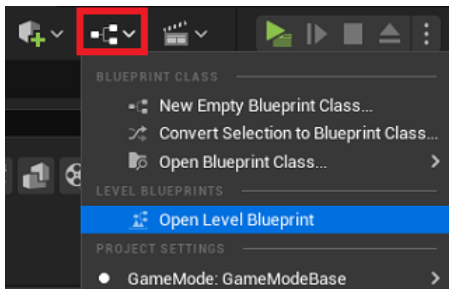 BLUEPRINT CLASS
New Empty Blueprint Class...
Convert Selection to Blueprint Class...
Open Blueprint Class...
LEVEL BLUEPRINTS
Open Level Blueprint
PROJECT SETTINGS
GameMode: GameModeBase